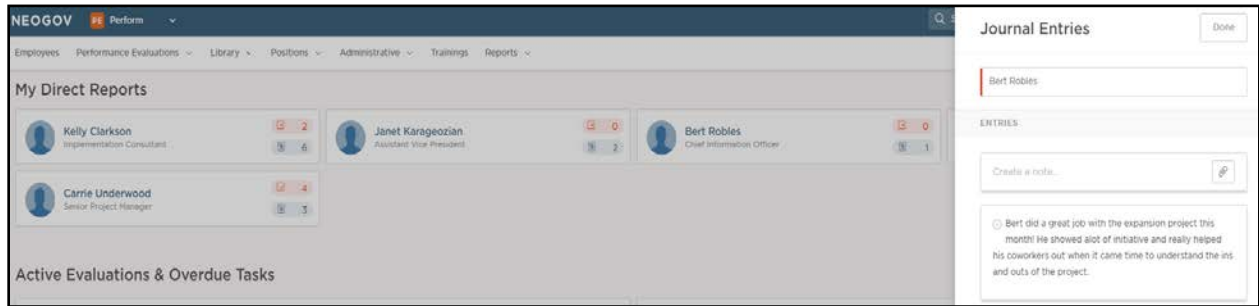 NEOGOV PE Perform
Employees Performance Evaluations Library Positions Administrative Trainings Reports
My Direct Reports
Kelly Clarkson
Implementation Consultant
2
6
Janet Karageozian
Assistant Vice President
0
2
Bert Robles
Chief Information Officer
0
1
Carrie Underwood
Senior Project Manager
4
3
Active Evaluations & Overdue Tasks
Journal Entries
Done
Bert Robles
ENTRIES
Create a note...
Bert did a great job with the expansion project this
month! He showed alot of initiative and really helped
his coworkers out when it came time to understand the ins
and outs of the project.